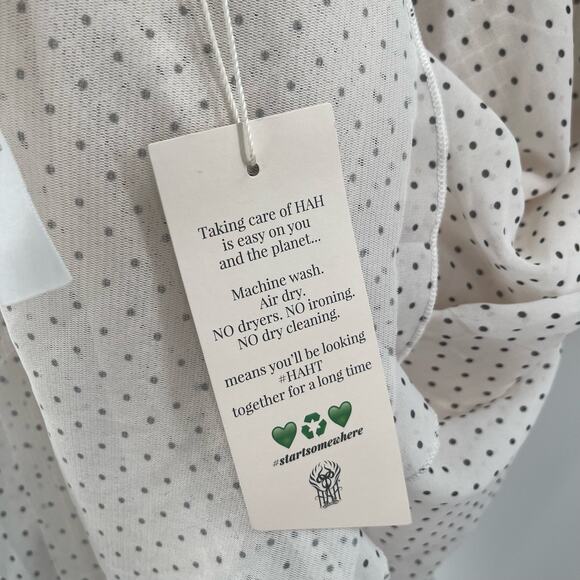 Taking care of HAH
is easy on you
and the planet...
Machine wash.
Air dry.
NO dryers. NO ironing.
NO dry cleaning.
means you'll be looking
#HAHT
together for a long time
#startsomewhere
HAH